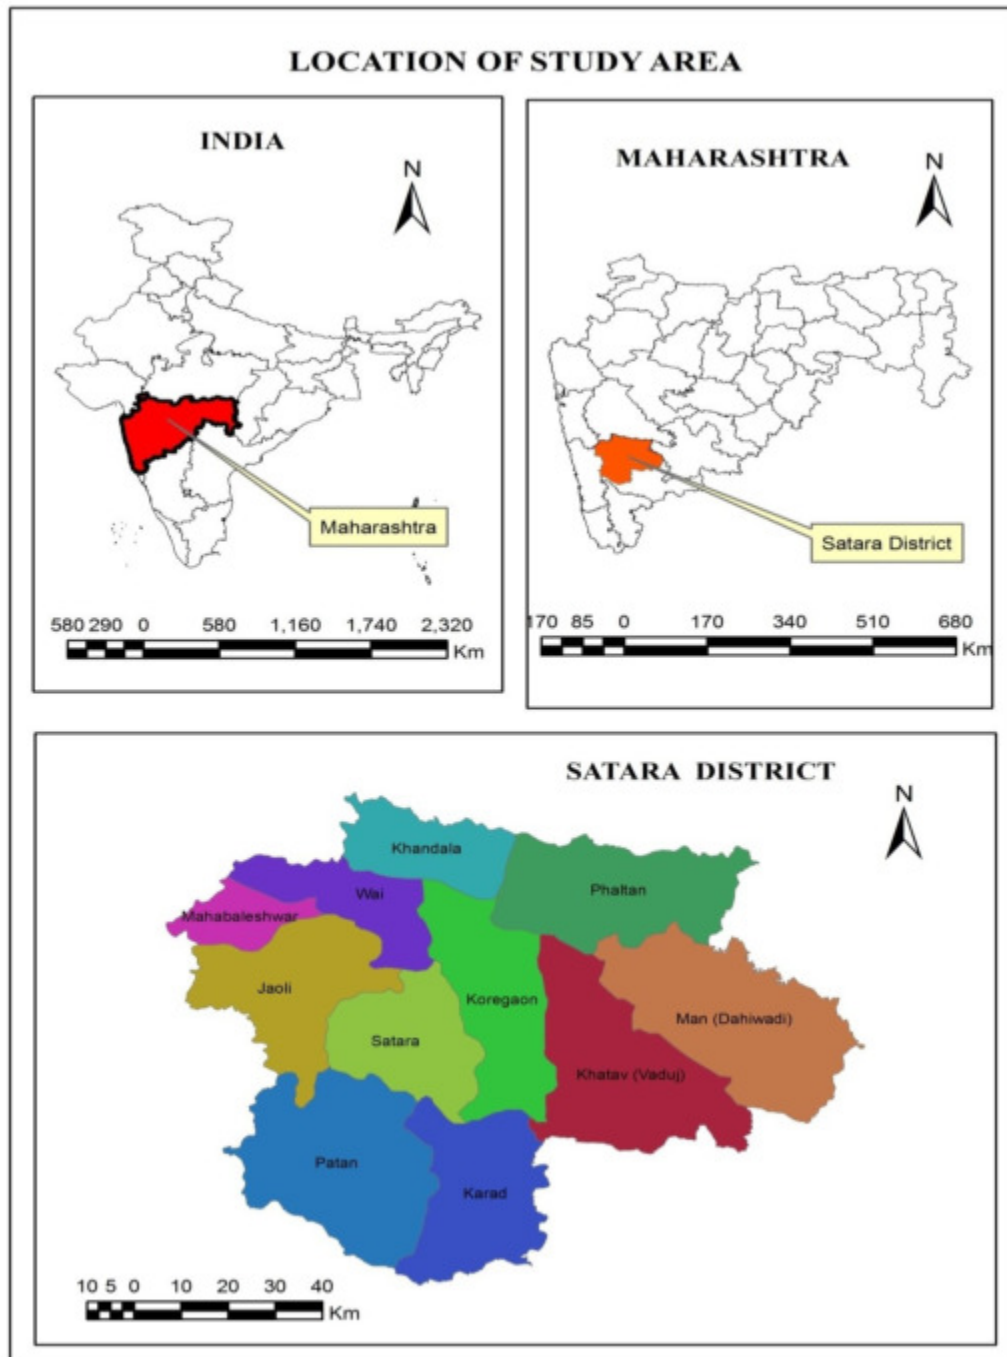 LOCATION OF STUDY AREA
INDIA
N
Maharashtra
580 290 0 580 1,160 1,740 2,320
Km
MAHARASHTRA
N
Satara District
170 85 0 170 340 510 680
Km
SATARA DISTRICT
N
Khandala
Phaltan
Wai
Mahabaleshwar
Jaoli
Koregaon
Man (Dahiwadi)
Satara
Khatav (Vaduj)
Patan
Karad
10 5 0 10 20 30 40
Km